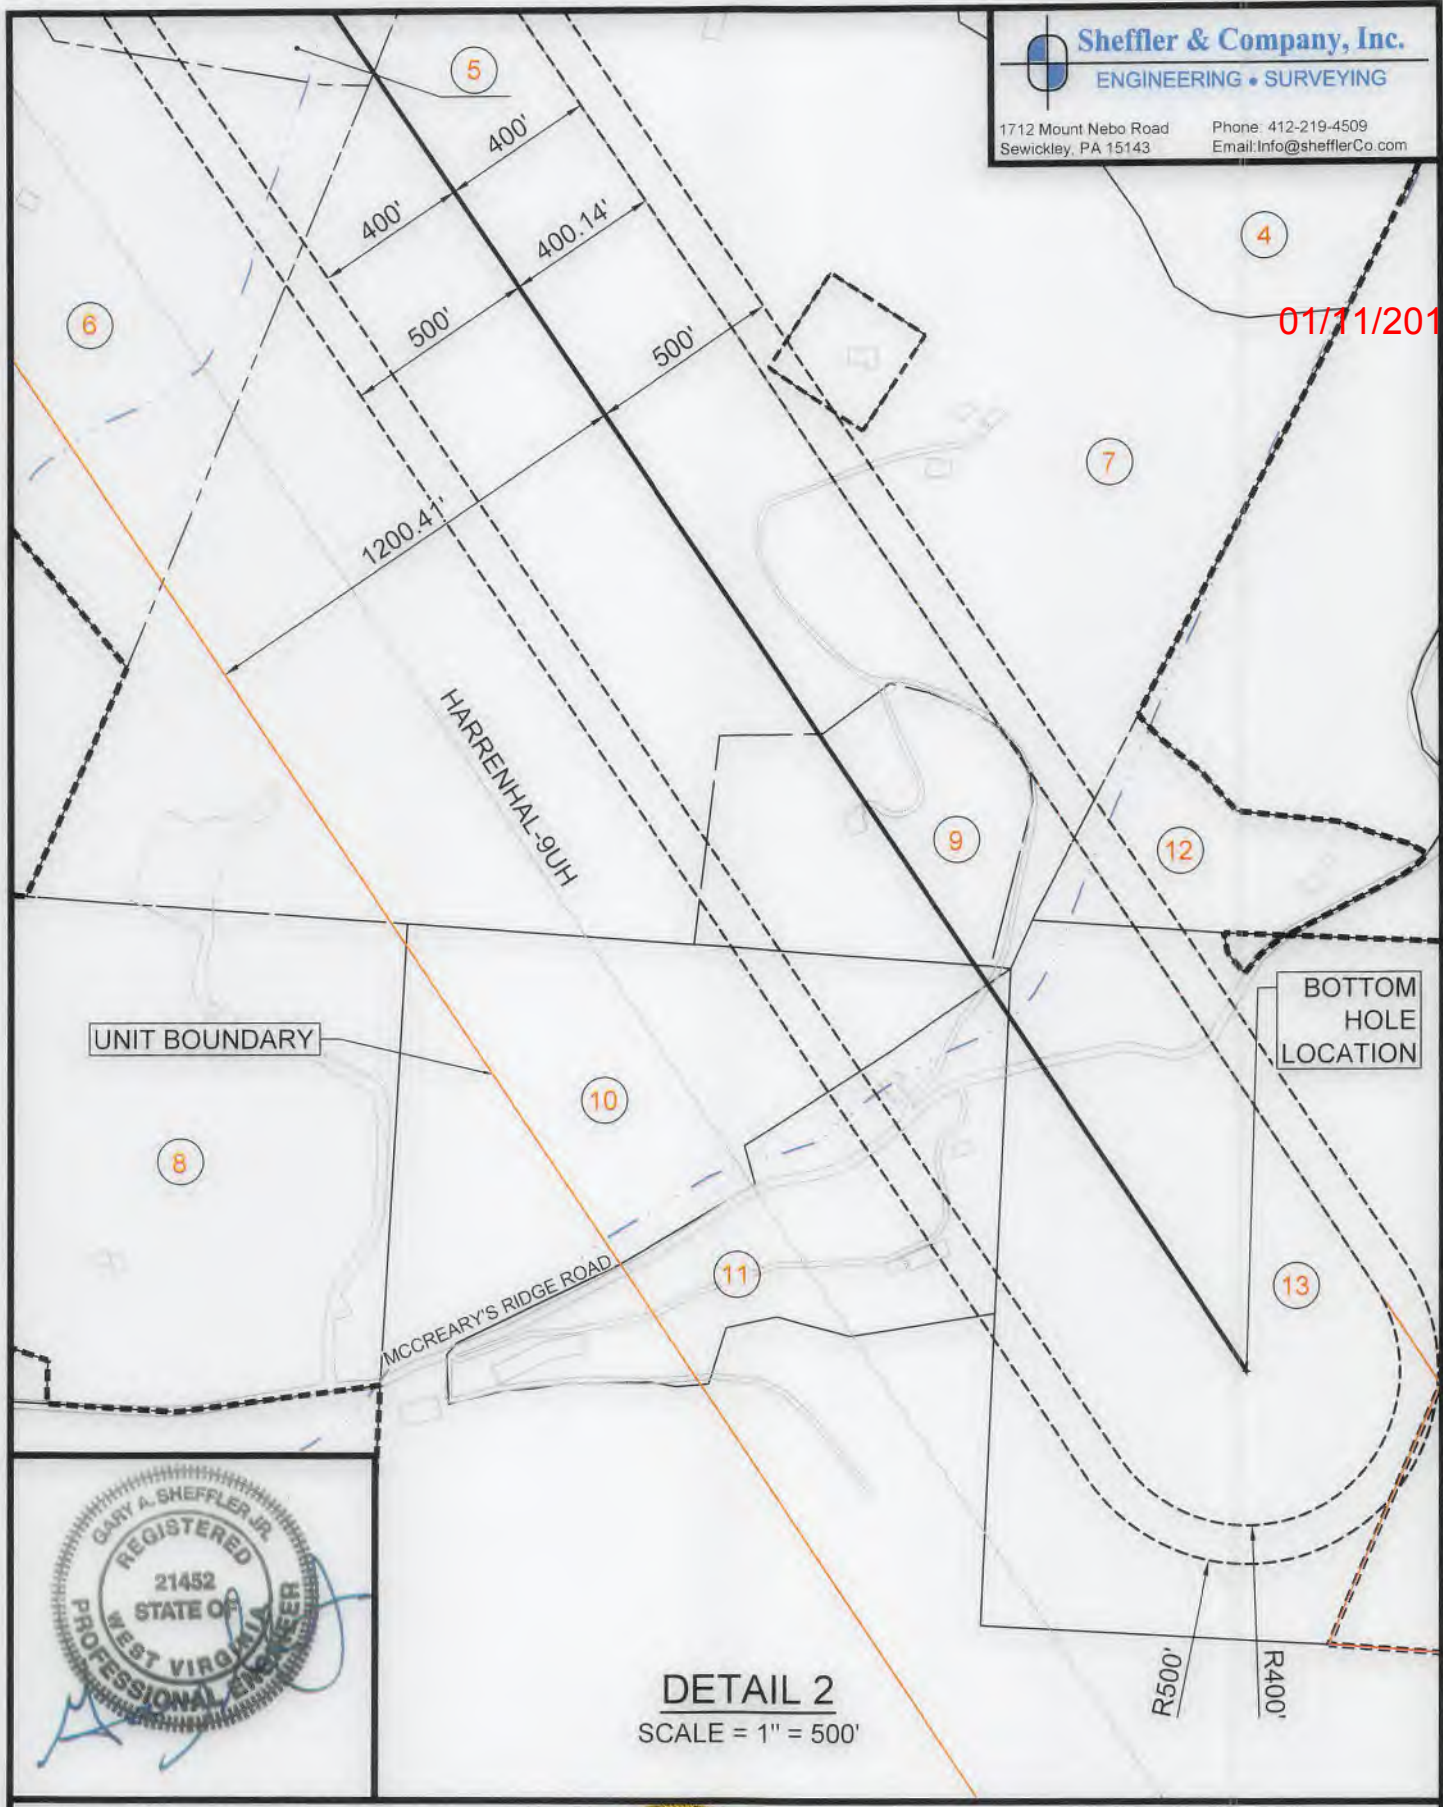 Sheffler & Company, Inc.
ENGINEERING • SURVEYING
1712 Mount Nebo Road
Sewickley, PA 15143
Phone: 412-219-4509
Email:Info@shefflerCo.com
5
400'
400'
400.14'
4
01/11/201
6
500'
500'
7
1200.41'
HARRENHAL-9UH
9
12
UNIT BOUNDARY
BOTTOM
HOLE
LOCATION
10
8
MCCREARY'S RIDGE ROAD
11
13
GARY A. SHEFFLER JR.
REGISTERED
21452
STATE OF
WEST VIRGINIA
PROFESSIONAL ENGINEER
R500'
R400'
DETAIL 2
SCALE = 1" = 500'